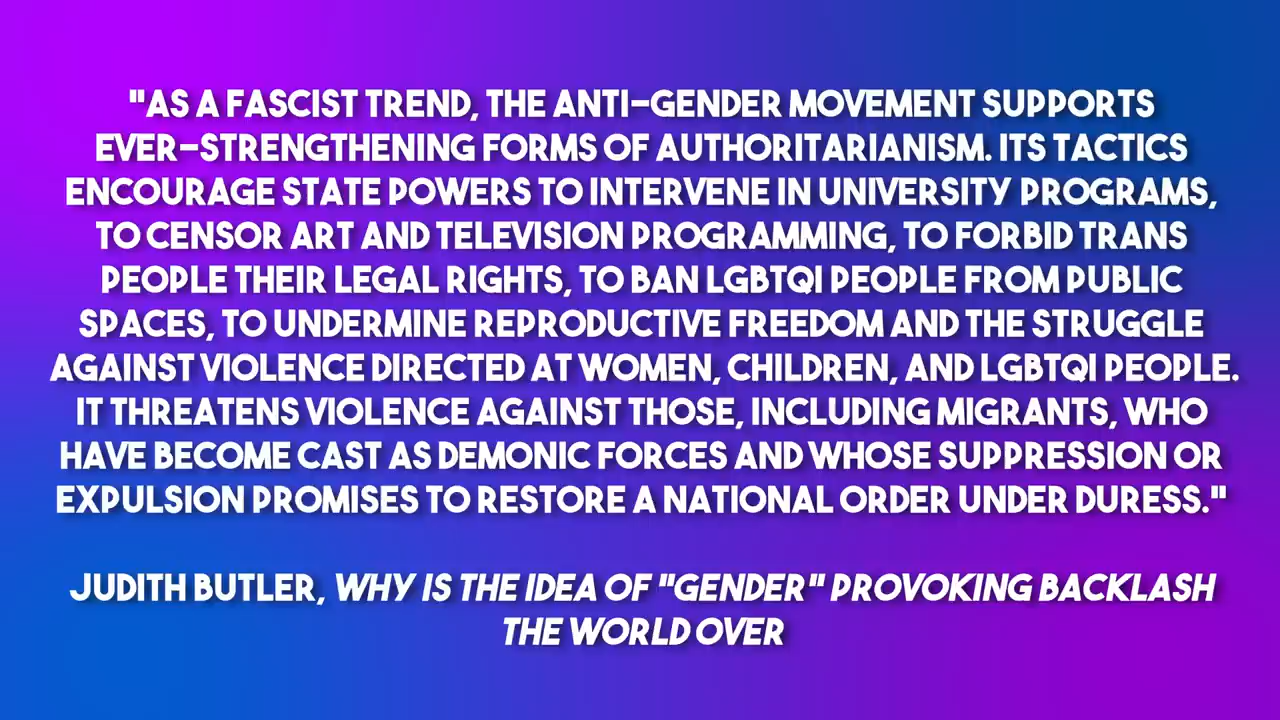 "AS A FASCIST TREND, THE ANTI-GENDER MOVEMENT SUPPORTS
EVER-STRENGTHENING FORMS OF AUTHORITARIANISM. ITS TACTICS
ENCOURAGE STATE POWERS TO INTERVENE IN UNIVERSITY PROGRAMS,
TO CENSOR ART AND TELEVISION PROGRAMMING, TO FORBID TRANS
PEOPLE THEIR LEGAL RIGHTS, TO BAN LGBTQI PEOPLE FROM PUBLIC
SPACES, TO UNDERMINE REPRODUCTIVE FREEDOM AND THE STRUGGLE
AGAINST VIOLENCE DIRECTED AT WOMEN, CHILDREN, AND LGBTQI PEOPLE.
IT THREATENS VIOLENCE AGAINST THOSE, INCLUDING MIGRANTS, WHO
HAVE BECOME CAST AS DEMONIC FORCES AND WHOSE SUPPRESSION OR
EXPULSION PROMISES TO RESTORE A NATIONAL ORDER UNDER DURESS."
JUDITH BUTLER, WHY IS THE IDEA OF "GENDER" PROVOKING BACKLASH
THE WORLD OVER